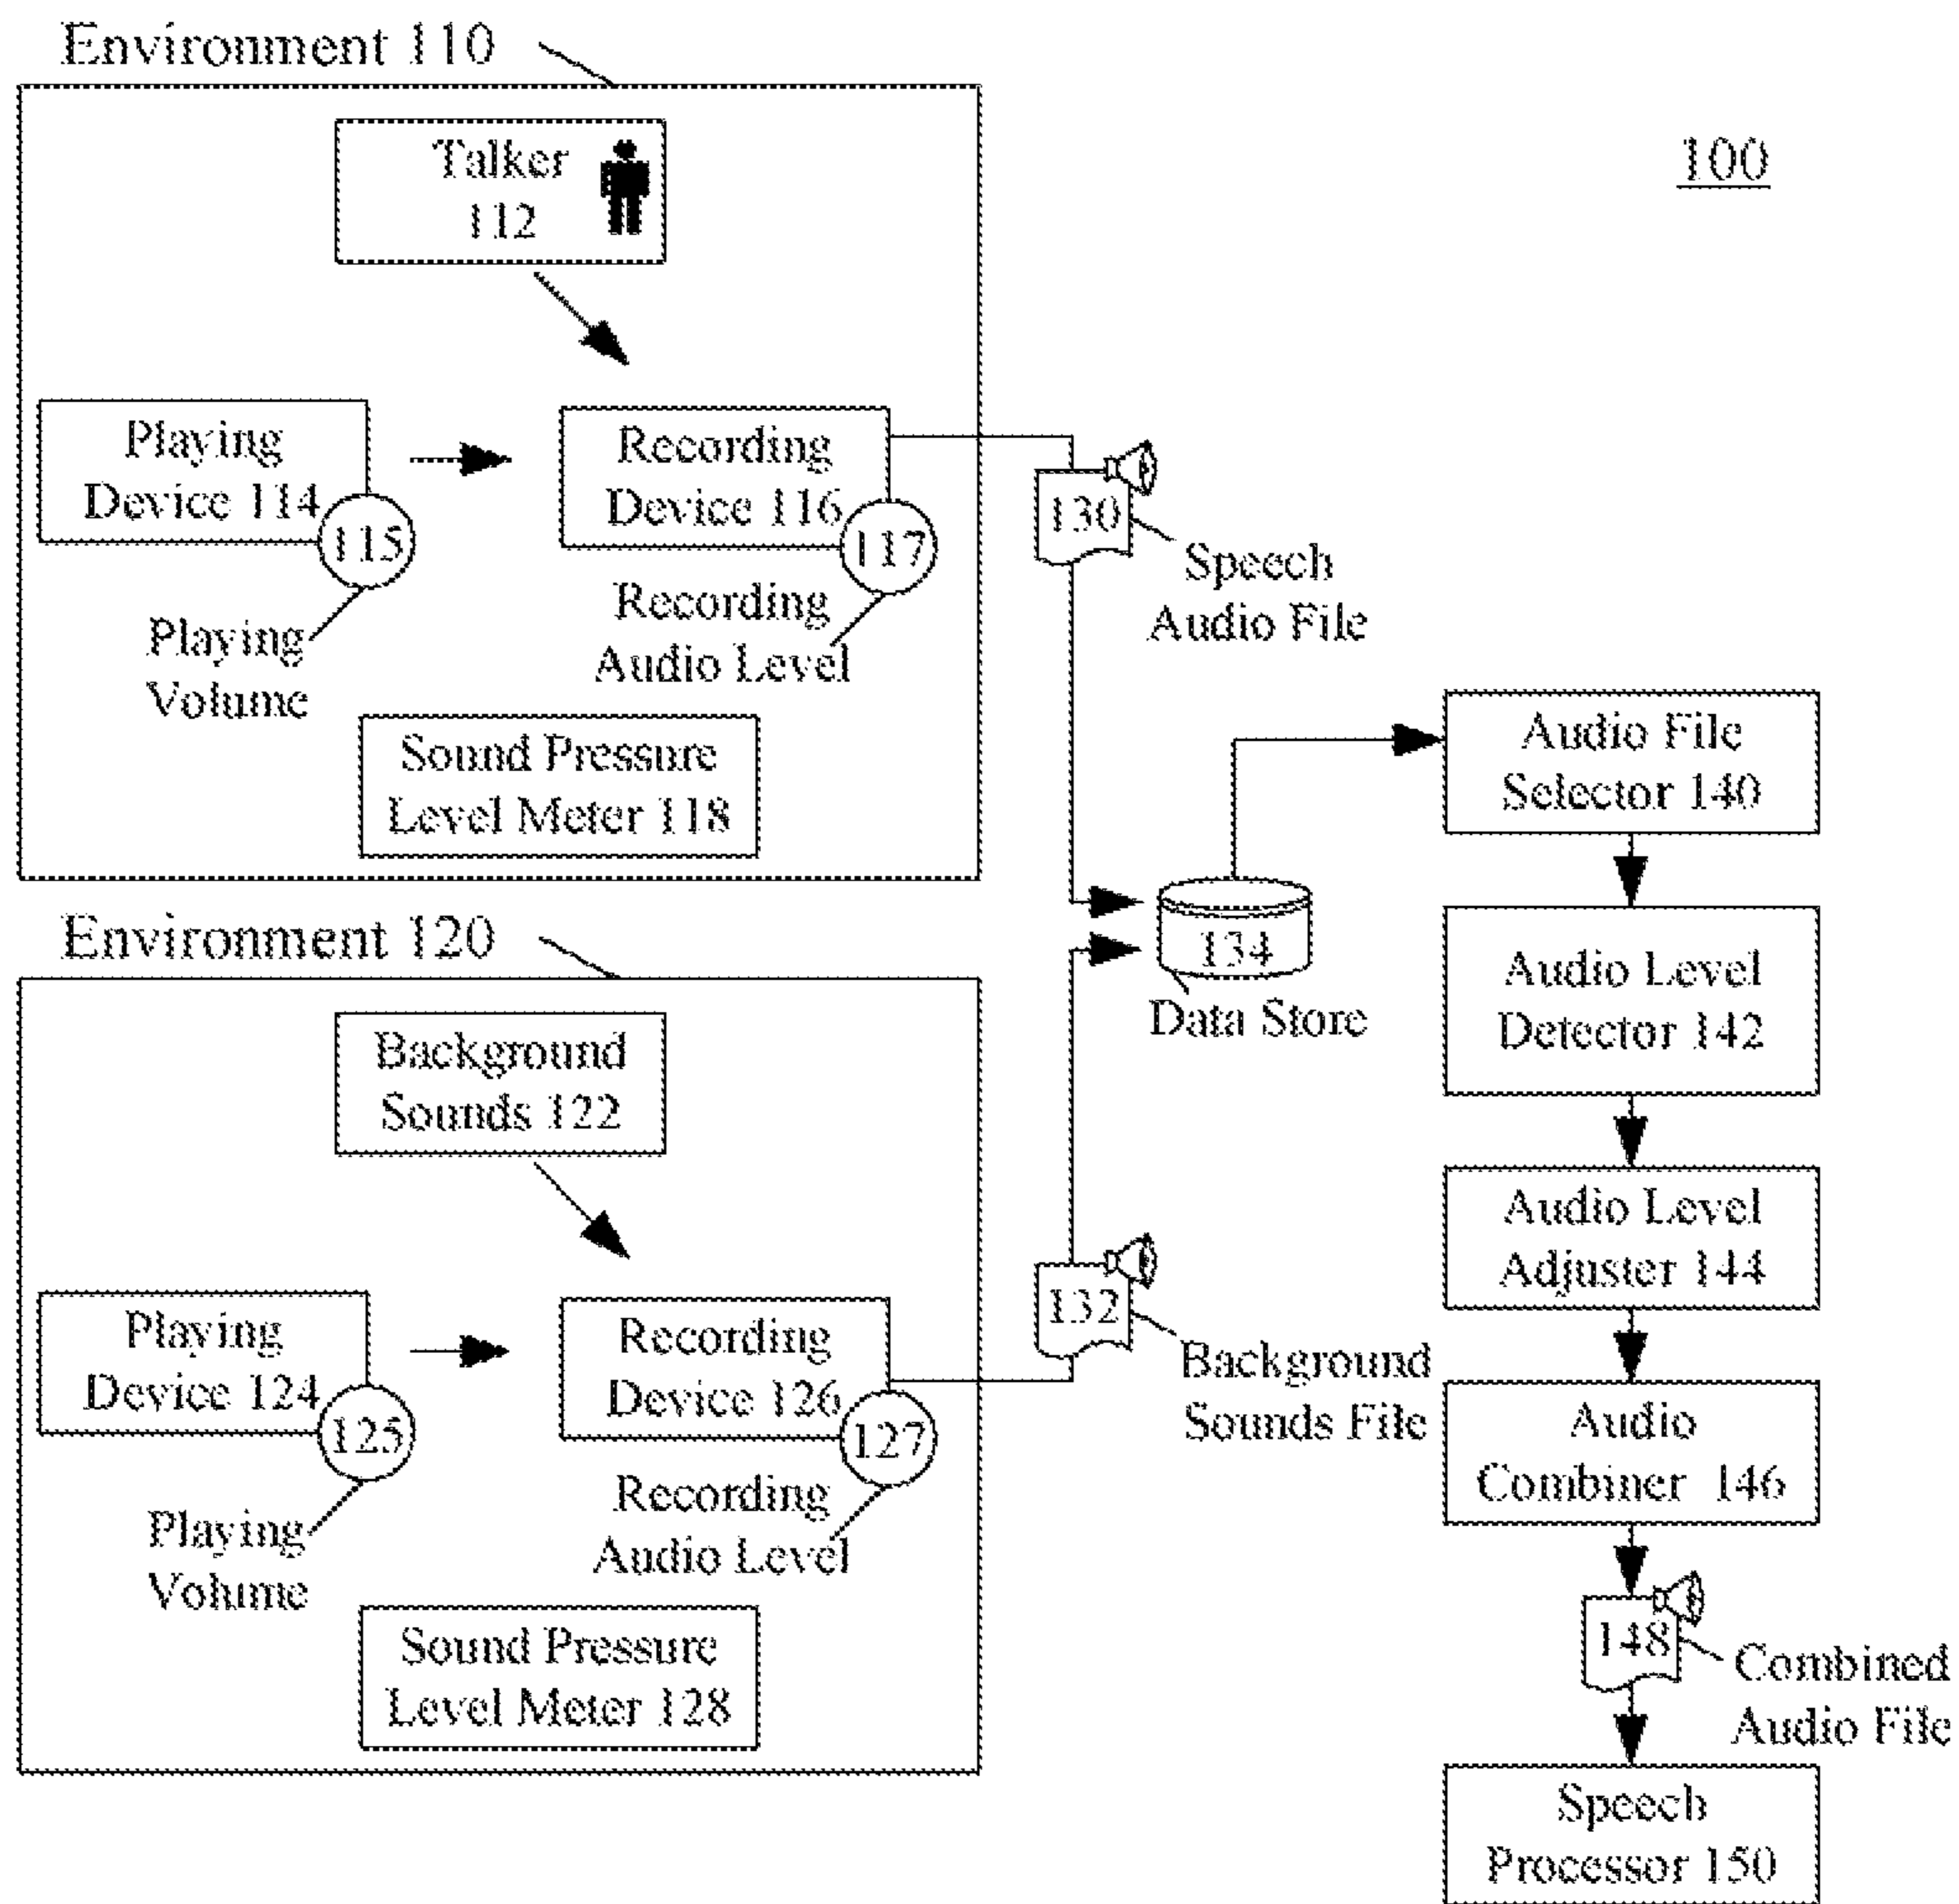 Environment 110
100
Talker
112
Playing
Device 114
115
Playing
Volume
Recording
Device 116
117
Recording
Audio Level
Sound Pressure
Level Meter 118
130
Speech
Audio File
Environment 120
Background
Sounds 122
Playing
Device 124
125
Playing
Volume
Recording
Device 126
127
Recording
Audio Level
Sound Pressure
Level Meter 128
132
Background
Sounds File
134
Data Store
Audio File
Selector 140
Audio Level
Detector 142
Audio Level
Adjuster 144
Audio
Combiner 146
148
Combined
Audio File
Speech
Processor 150